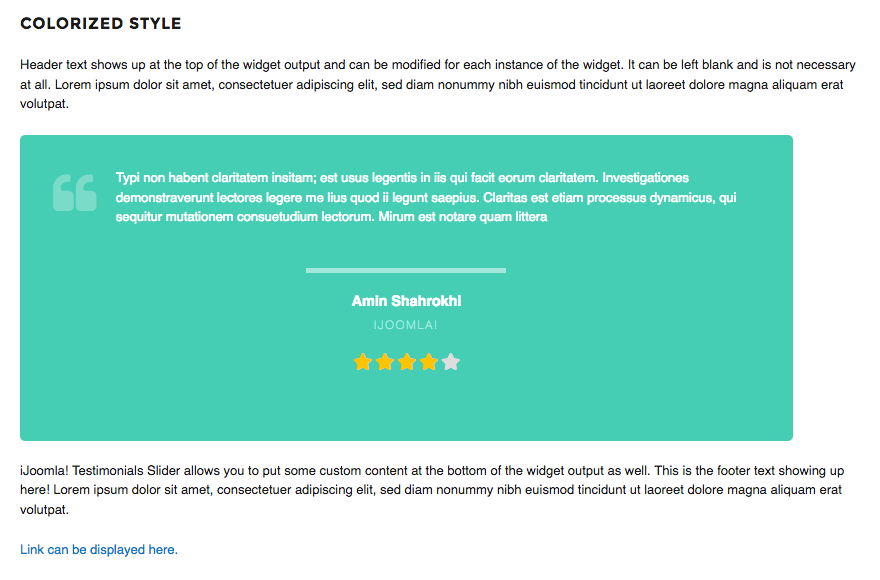 COLORIZED STYLE
Header text shows up at the top of the widget output and can be modified for each instance of the widget. It can be left blank and is not necessary
at all. Lorem ipsum dolor sit amet, consectetuer adipiscing elit, sed diam nonummy nibh euismod tincidunt ut laoreet dolore magna aliquam erat
volutpat.
Typi non habent claritatem insitam; est usus legentis in iis qui facit eorum claritatem. Investigationes
demonstraverunt lectores legere me lius quod ii legunt saepius. Claritas est etiam processus dynamicus, qui
sequitur mutationem consuetudium lectorum. Mirum est notare quam littera
Amin Shahrokhi
IJOOMLA!
iJoomla! Testimonials Slider allows you to put some custom content at the bottom of the widget output as well. This is the footer text showing up
here! Lorem ipsum dolor sit amet, consectetuer adipiscing elit, sed diam nonummy nibh euismod tincidunt ut laoreet dolore magna aliquam erat
volutpat.
Link can be displayed here.